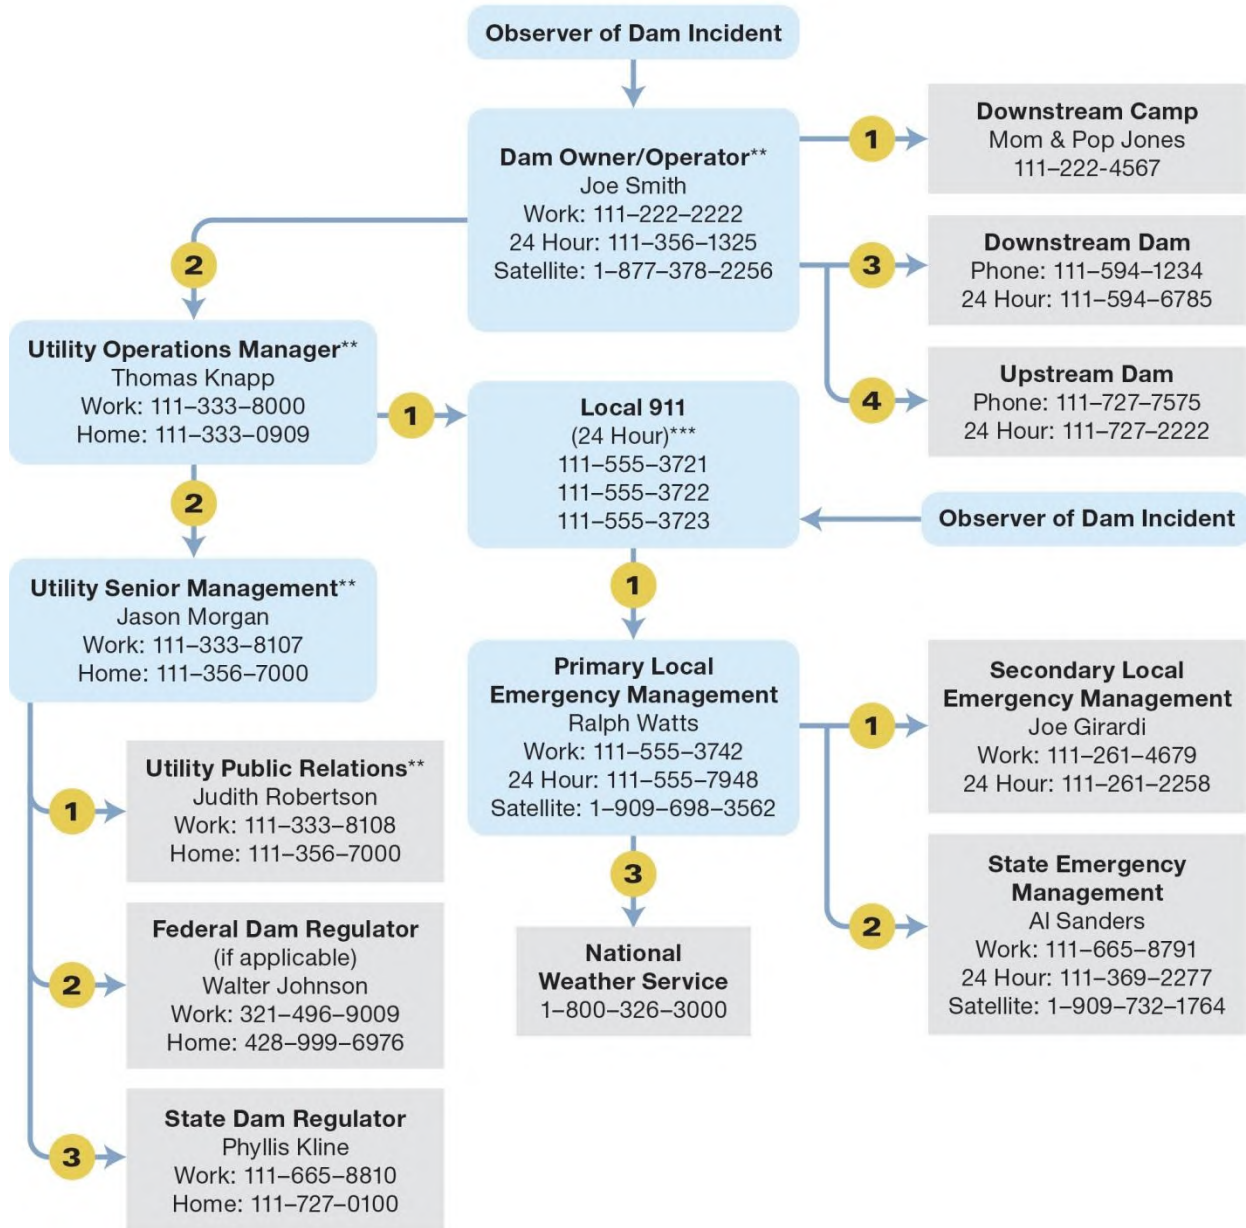 Observer of Dam Incident
Dam Owner/Operator**
Joe Smith
Work: 111–222–2222
24 Hour: 111–356–1325
Satellite: 1–877–378–2256
1
Downstream Camp
Mom & Pop Jones
111–222-4567
3
Downstream Dam
Phone: 111–594–1234
24 Hour: 111–594–6785
4
Upstream Dam
Phone: 111–727–7575
24 Hour: 111–727–2222
2
Utility Operations Manager**
Thomas Knapp
Work: 111–333–8000
Home: 111–333–0909
1
Local 911
(24 Hour)***
111–555–3721
111–555–3722
111–555–3723
Observer of Dam Incident
2
Utility Senior Management**
Jason Morgan
Work: 111–333–8107
Home: 111–356–7000
1
Primary Local
Emergency Management
Ralph Watts
Work: 111–555–3742
24 Hour: 111–555–7948
Satellite: 1–909–698–3562
1
Secondary Local
Emergency Management
Joe Girardi
Work: 111–261–4679
24 Hour: 111–261–2258
2
State Emergency
Management
Al Sanders
Work: 111–665–8791
24 Hour: 111–369–2277
Satellite: 1–909–732–1764
3
National
Weather Service
1–800–326–3000
1
Utility Public Relations**
Judith Robertson
Work: 111–333–8108
Home: 111–356–7000
2
Federal Dam Regulator
(if applicable)
Walter Johnson
Work: 321–496–9009
Home: 428–999–6976
3
State Dam Regulator
Phyllis Kline
Work: 111–665–8810
Home: 111–727–0100